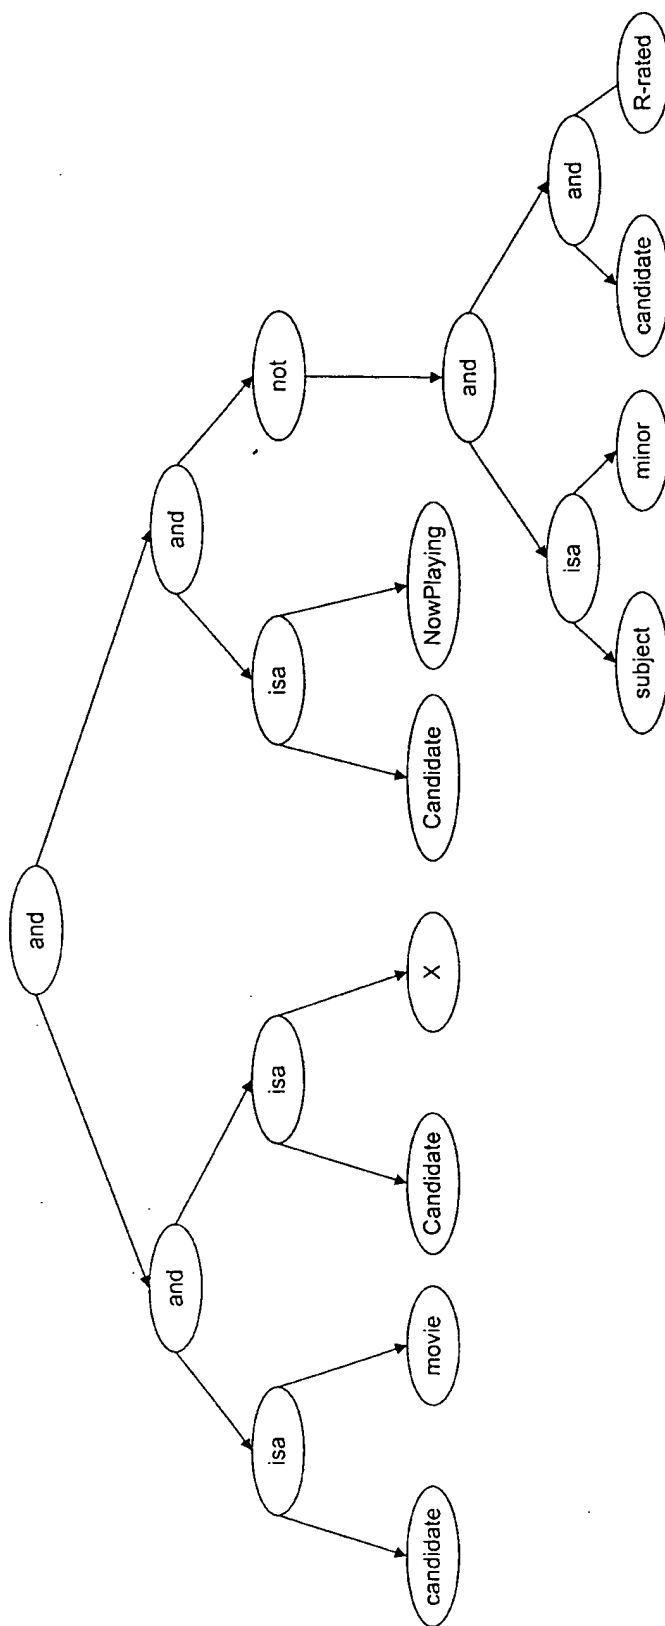 and
and
and
isa
isa
isa
not
candidate
movie
Candidate
X
Candidate
NowPlaying
and
isa
and
subject
minor
candidate
R-rated